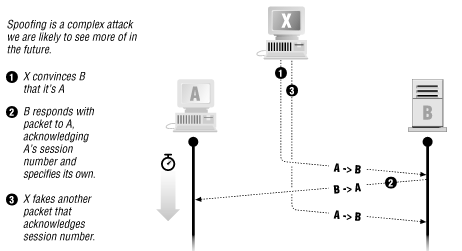 Spoofing is a complex attack
we are likely to see more of in
the future.
1 X convinces B
that it's A
2 B responds with
packet to A,
acknowledging
A's session
number and
specifies its own.
3 X fakes another
packet that
acknowledges
session number.
X
1
3
A
B
A -> B
B -> A 2
A -> B